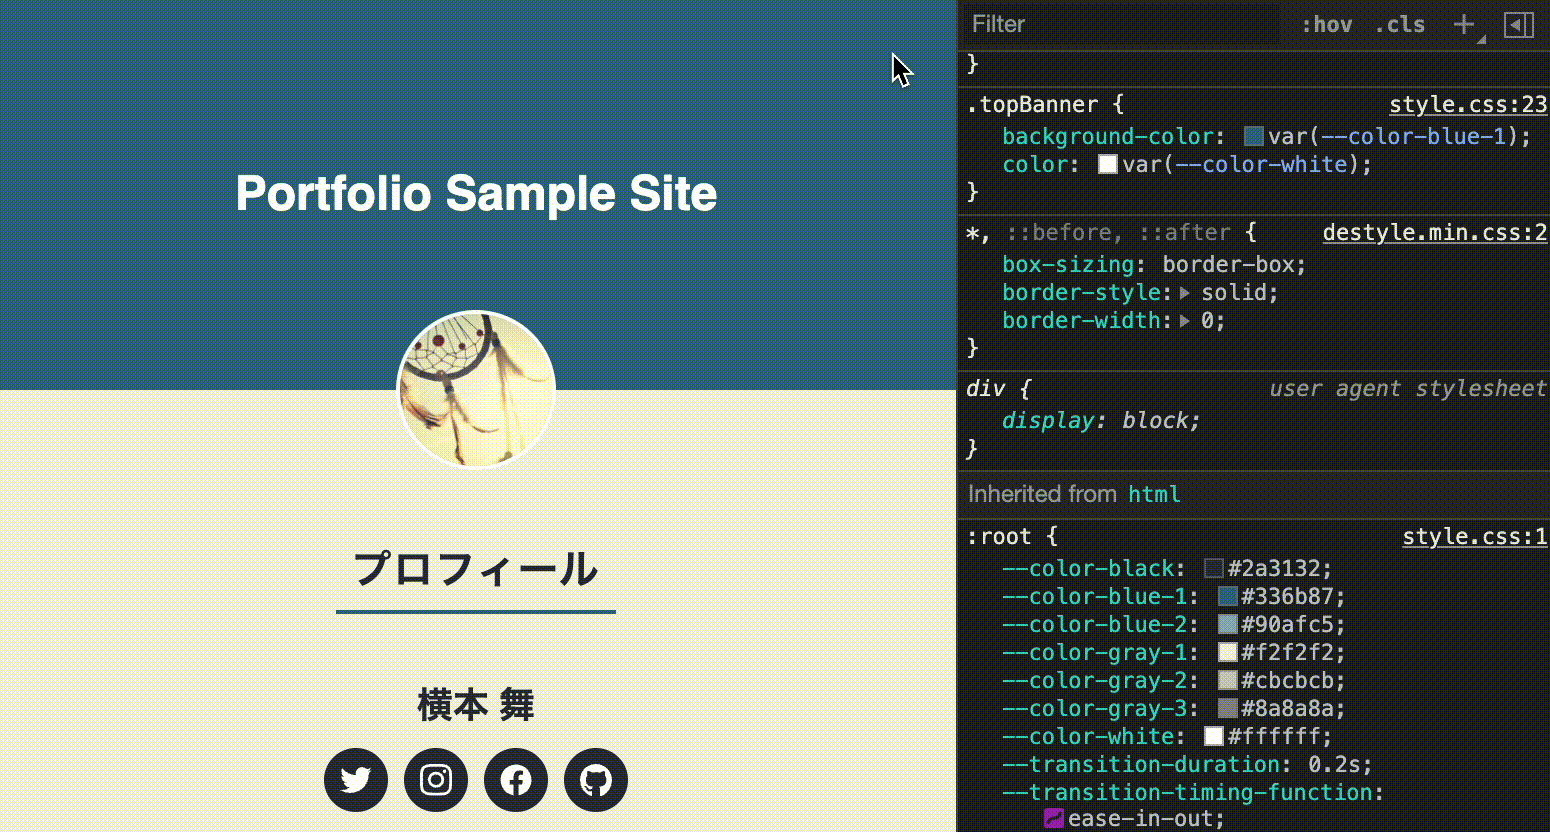 Portfolio Sample Site
プロフィール
横本 舞
Filter
:hov .cls
}
.topBanner { style.css:23
background-color: var(--color-blue-1);
color: var(--color-white);
}
*, ::before, ::after { destyle.min.css:2
box-sizing: border-box;
border-style: solid;
border-width: 0;
}
div { user agent stylesheet
display: block;
}
Inherited from html
:root { style.css:1
--color-black: #2a3132;
--color-blue-1: #336b87;
--color-blue-2: #90afc5;
--color-gray-1: #f2f2f2;
--color-gray-2: #cbcbcb;
--color-gray-3: #8a8a8a;
--color-white: #ffffff;
--transition-duration: 0.2s;
--transition-timing-function:
ease-in-out;